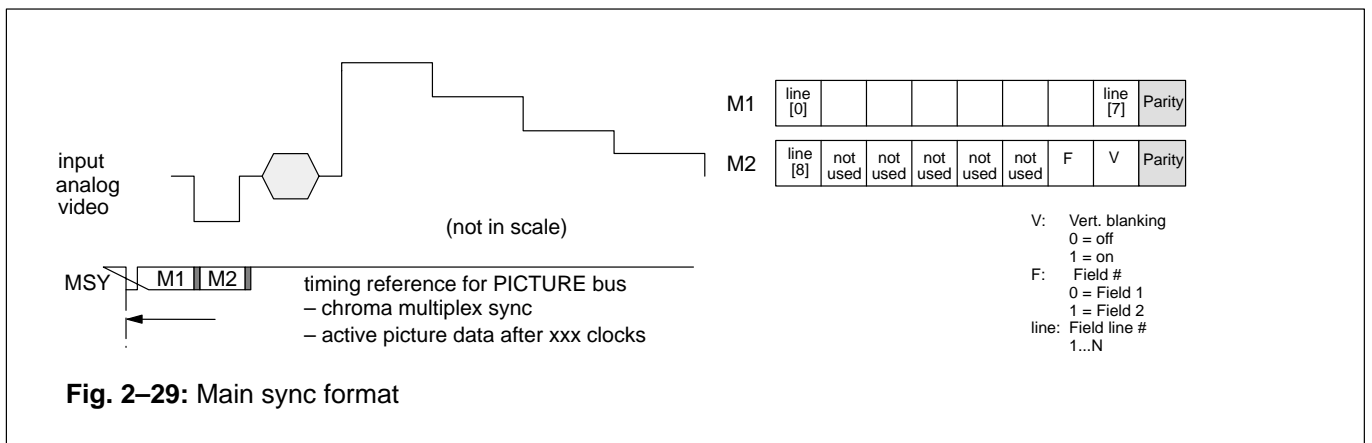 input
analog
video
(not in scale)
MSY
M1
M2
timing reference for PICTURE bus
– chroma multiplex sync
– active picture data after xxx clocks
M1
line
[0]
line
[7]
Parity
M2
line
[8]
not
used
not
used
not
used
not
used
not
used
F
V
Parity
V: Vert. blanking
0 = off
1 = on
F: Field #
0 = Field 1
1 = Field 2
line: Field line #
1...N
Fig. 2–29: Main sync format